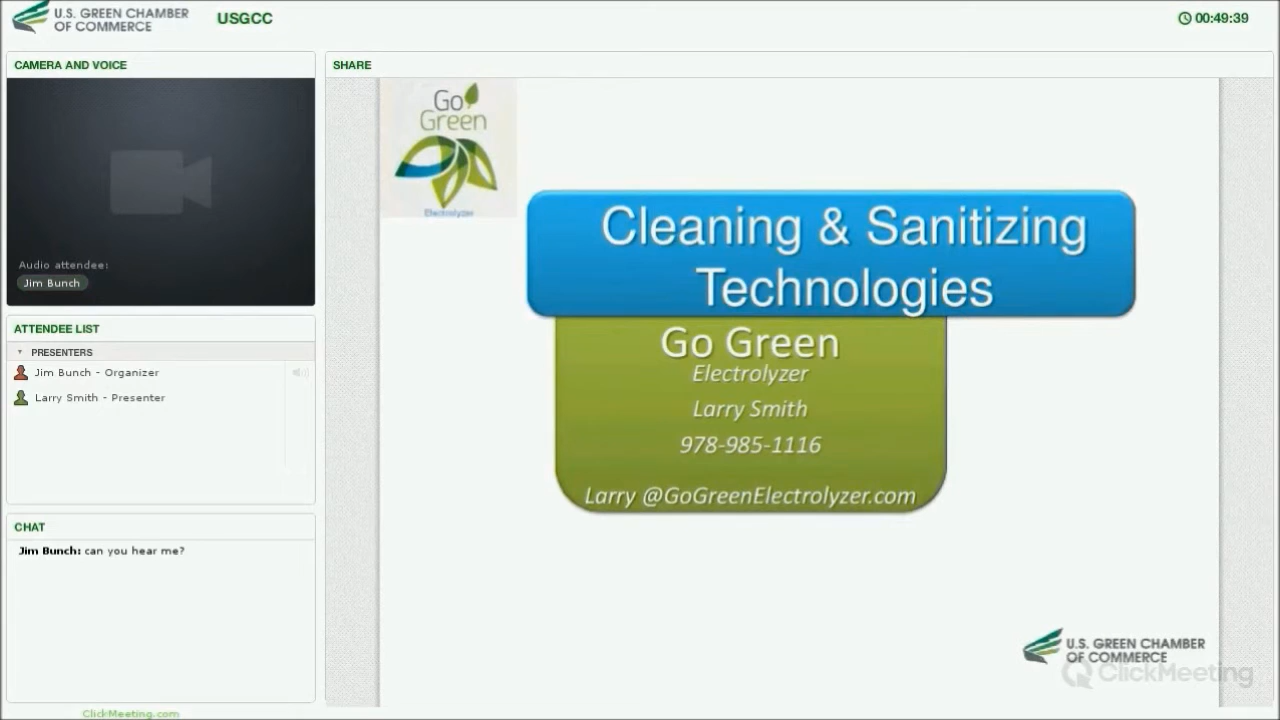 U.S. GREEN CHAMBER
OF COMMERCE
USGCC
00:49:39
CAMERA AND VOICE
Audio attendee:
Jim Bunch
ATTENDEE LIST
PRESENTERS
Jim Bunch - Organizer
Larry Smith - Presenter
CHAT
Jim Bunch: can you hear me?
ClickMeeting.com
SHARE
Go
Green
Electrolyzer
Cleaning & Sanitizing
Technologies
Go Green
Electrolyzer
Larry Smith
978-985-1116
Larry @GoGreenElectrolyzer.com
U.S. GREEN CHAMBER
OF COMMERCE
ClickMeeting